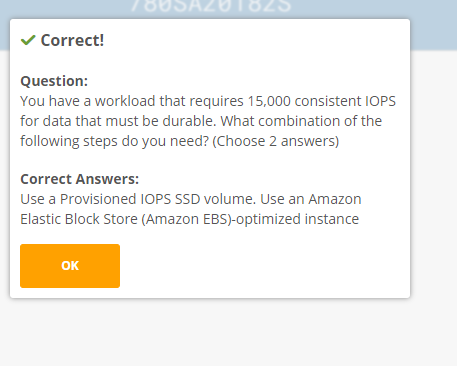 780SA20182S
Correct!
Question:
You have a workload that requires 15,000 consistent IOPS
for data that must be durable. What combination of the
following steps do you need? (Choose 2 answers)
Correct Answers:
Use a Provisioned IOPS SSD volume. Use an Amazon
Elastic Block Store (Amazon EBS)-optimized instance
OK